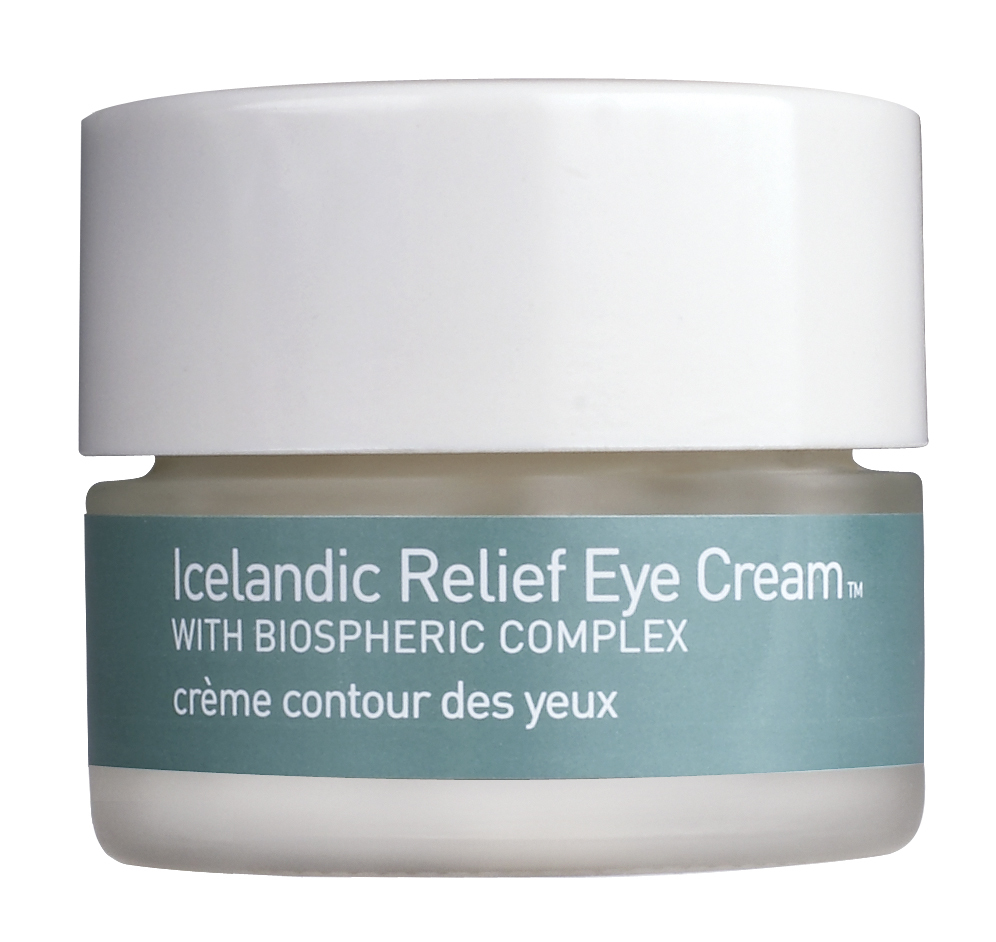 Icelandic Relief Eye Cream™
WITH BIOSPHERIC COMPLEX
crème contour des yeux